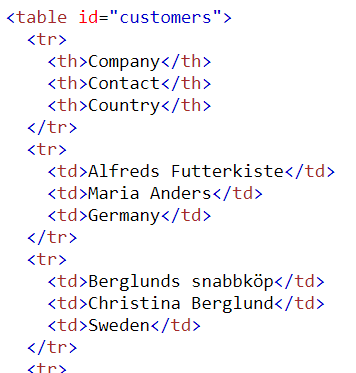 <table id="customers">
  <tr>
    <th>Company</th>
    <th>Contact</th>
    <th>Country</th>
  </tr>
  <tr>
    <td>Alfreds Futterkiste</td>
    <td>Maria Anders</td>
    <td>Germany</td>
  </tr>
  <tr>
    <td>Berglunds snabbköp</td>
    <td>Christina Berglund</td>
    <td>Sweden</td>
  </tr>
  <tr>